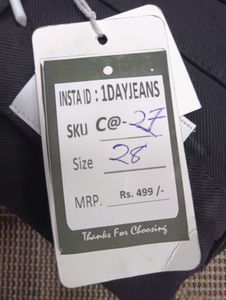 INSTA ID : 1DAYJEANS
SKU C@-27
Size 28
MRP. Rs. 499 /-
Thanks For Choosing